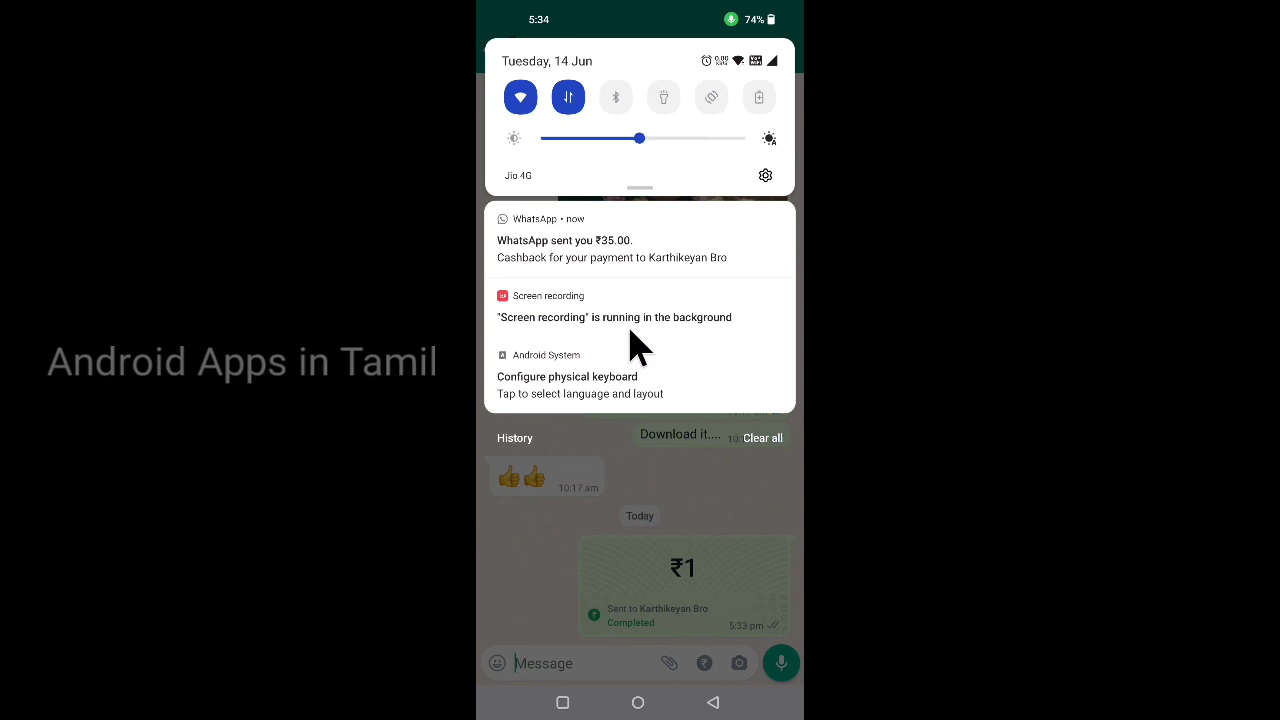 5:34
74%
Tuesday, 14 Jun
0.00
Jio 4G
WhatsApp • now
WhatsApp sent you ₹35.00.
Cashback for your payment to Karthikeyan Bro
Screen recording
"Screen recording" is running in the background
Android System
Configure physical keyboard
Tap to select language and layout
Android Apps in Tamil
Download it....
10:
History
Clear all
👍👍
10:17 am
Today
₹1
Sent to Karthikeyan Bro
Completed
5:33 pm
Message